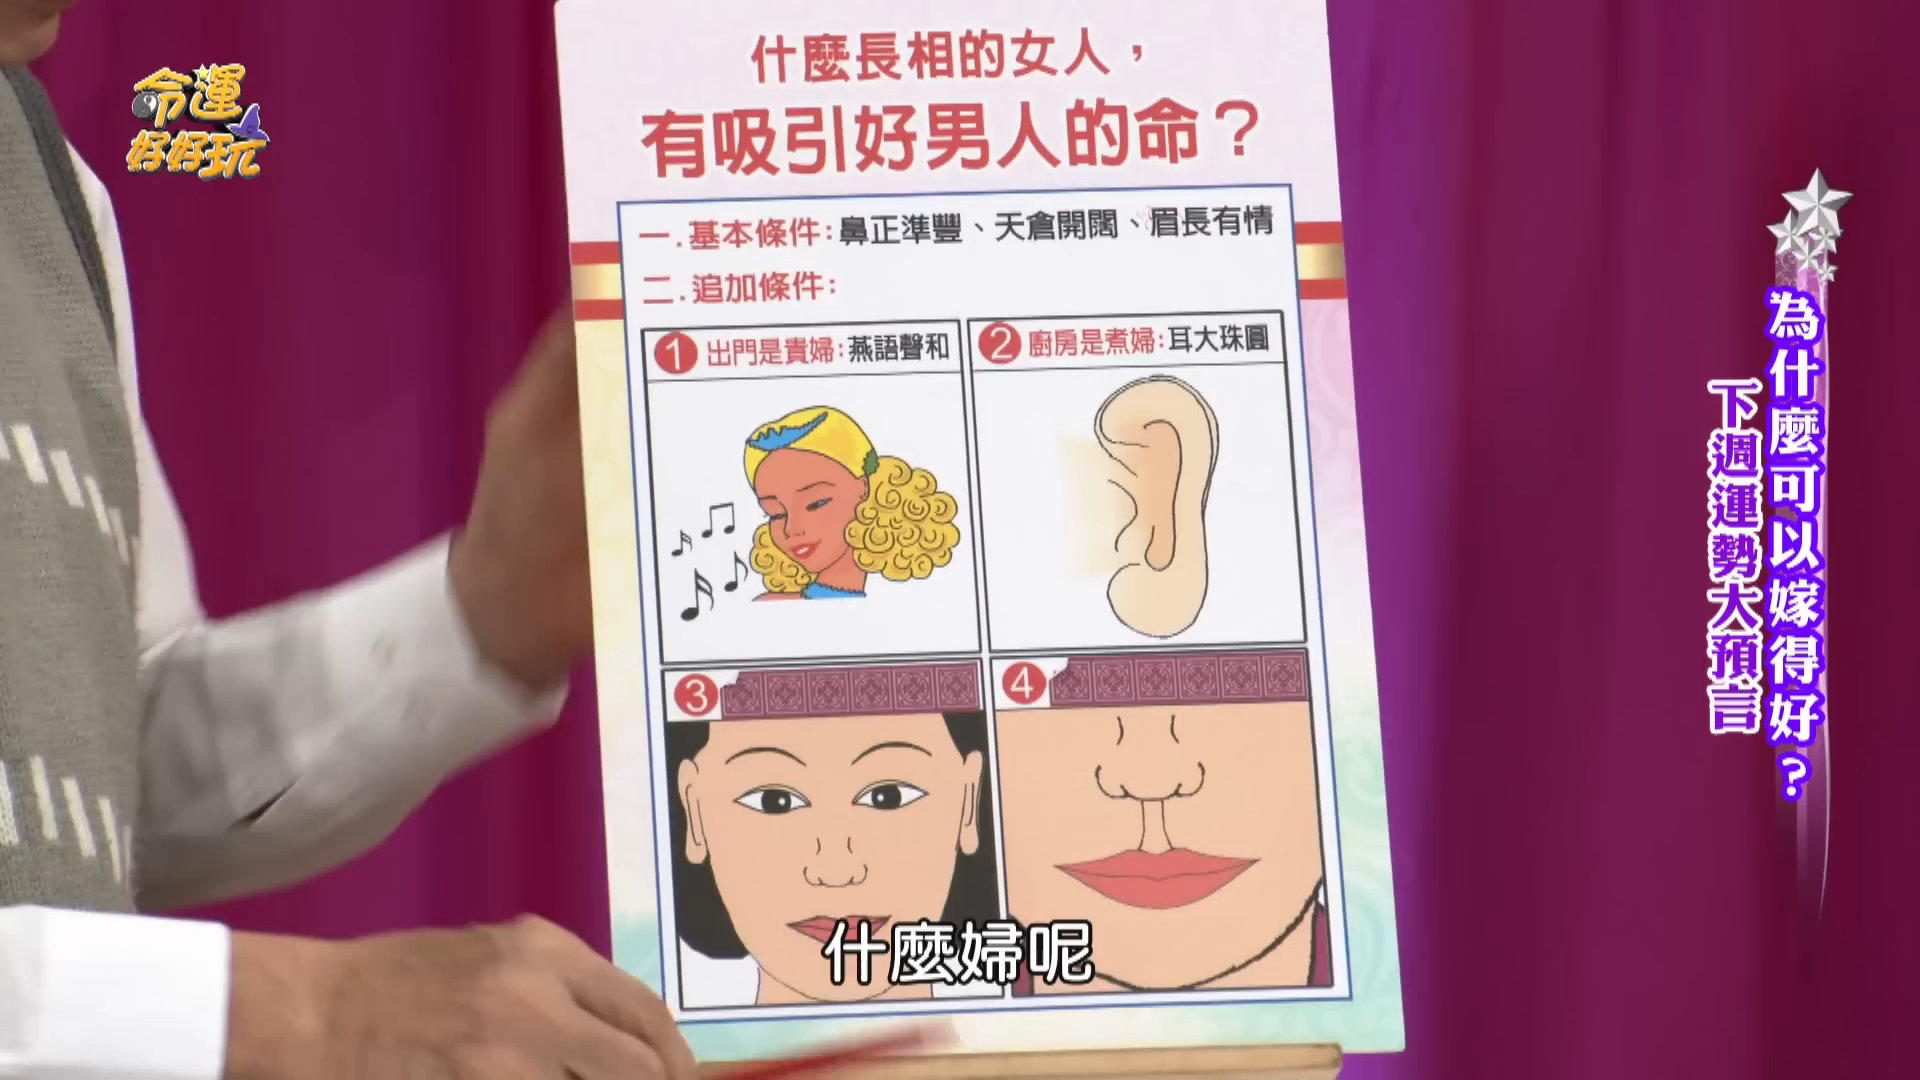 命運
好好玩
什麼長相的女人，
有吸引好男人的命？
一.基本條件:鼻正準豐、天倉開闊、眉長有情
二.追加條件:
1 出門是貴婦:燕語聲和
2 廚房是煮婦:耳大珠圓
3
4
為什麼可以嫁得好?
下週運勢大預言
什麼婦呢